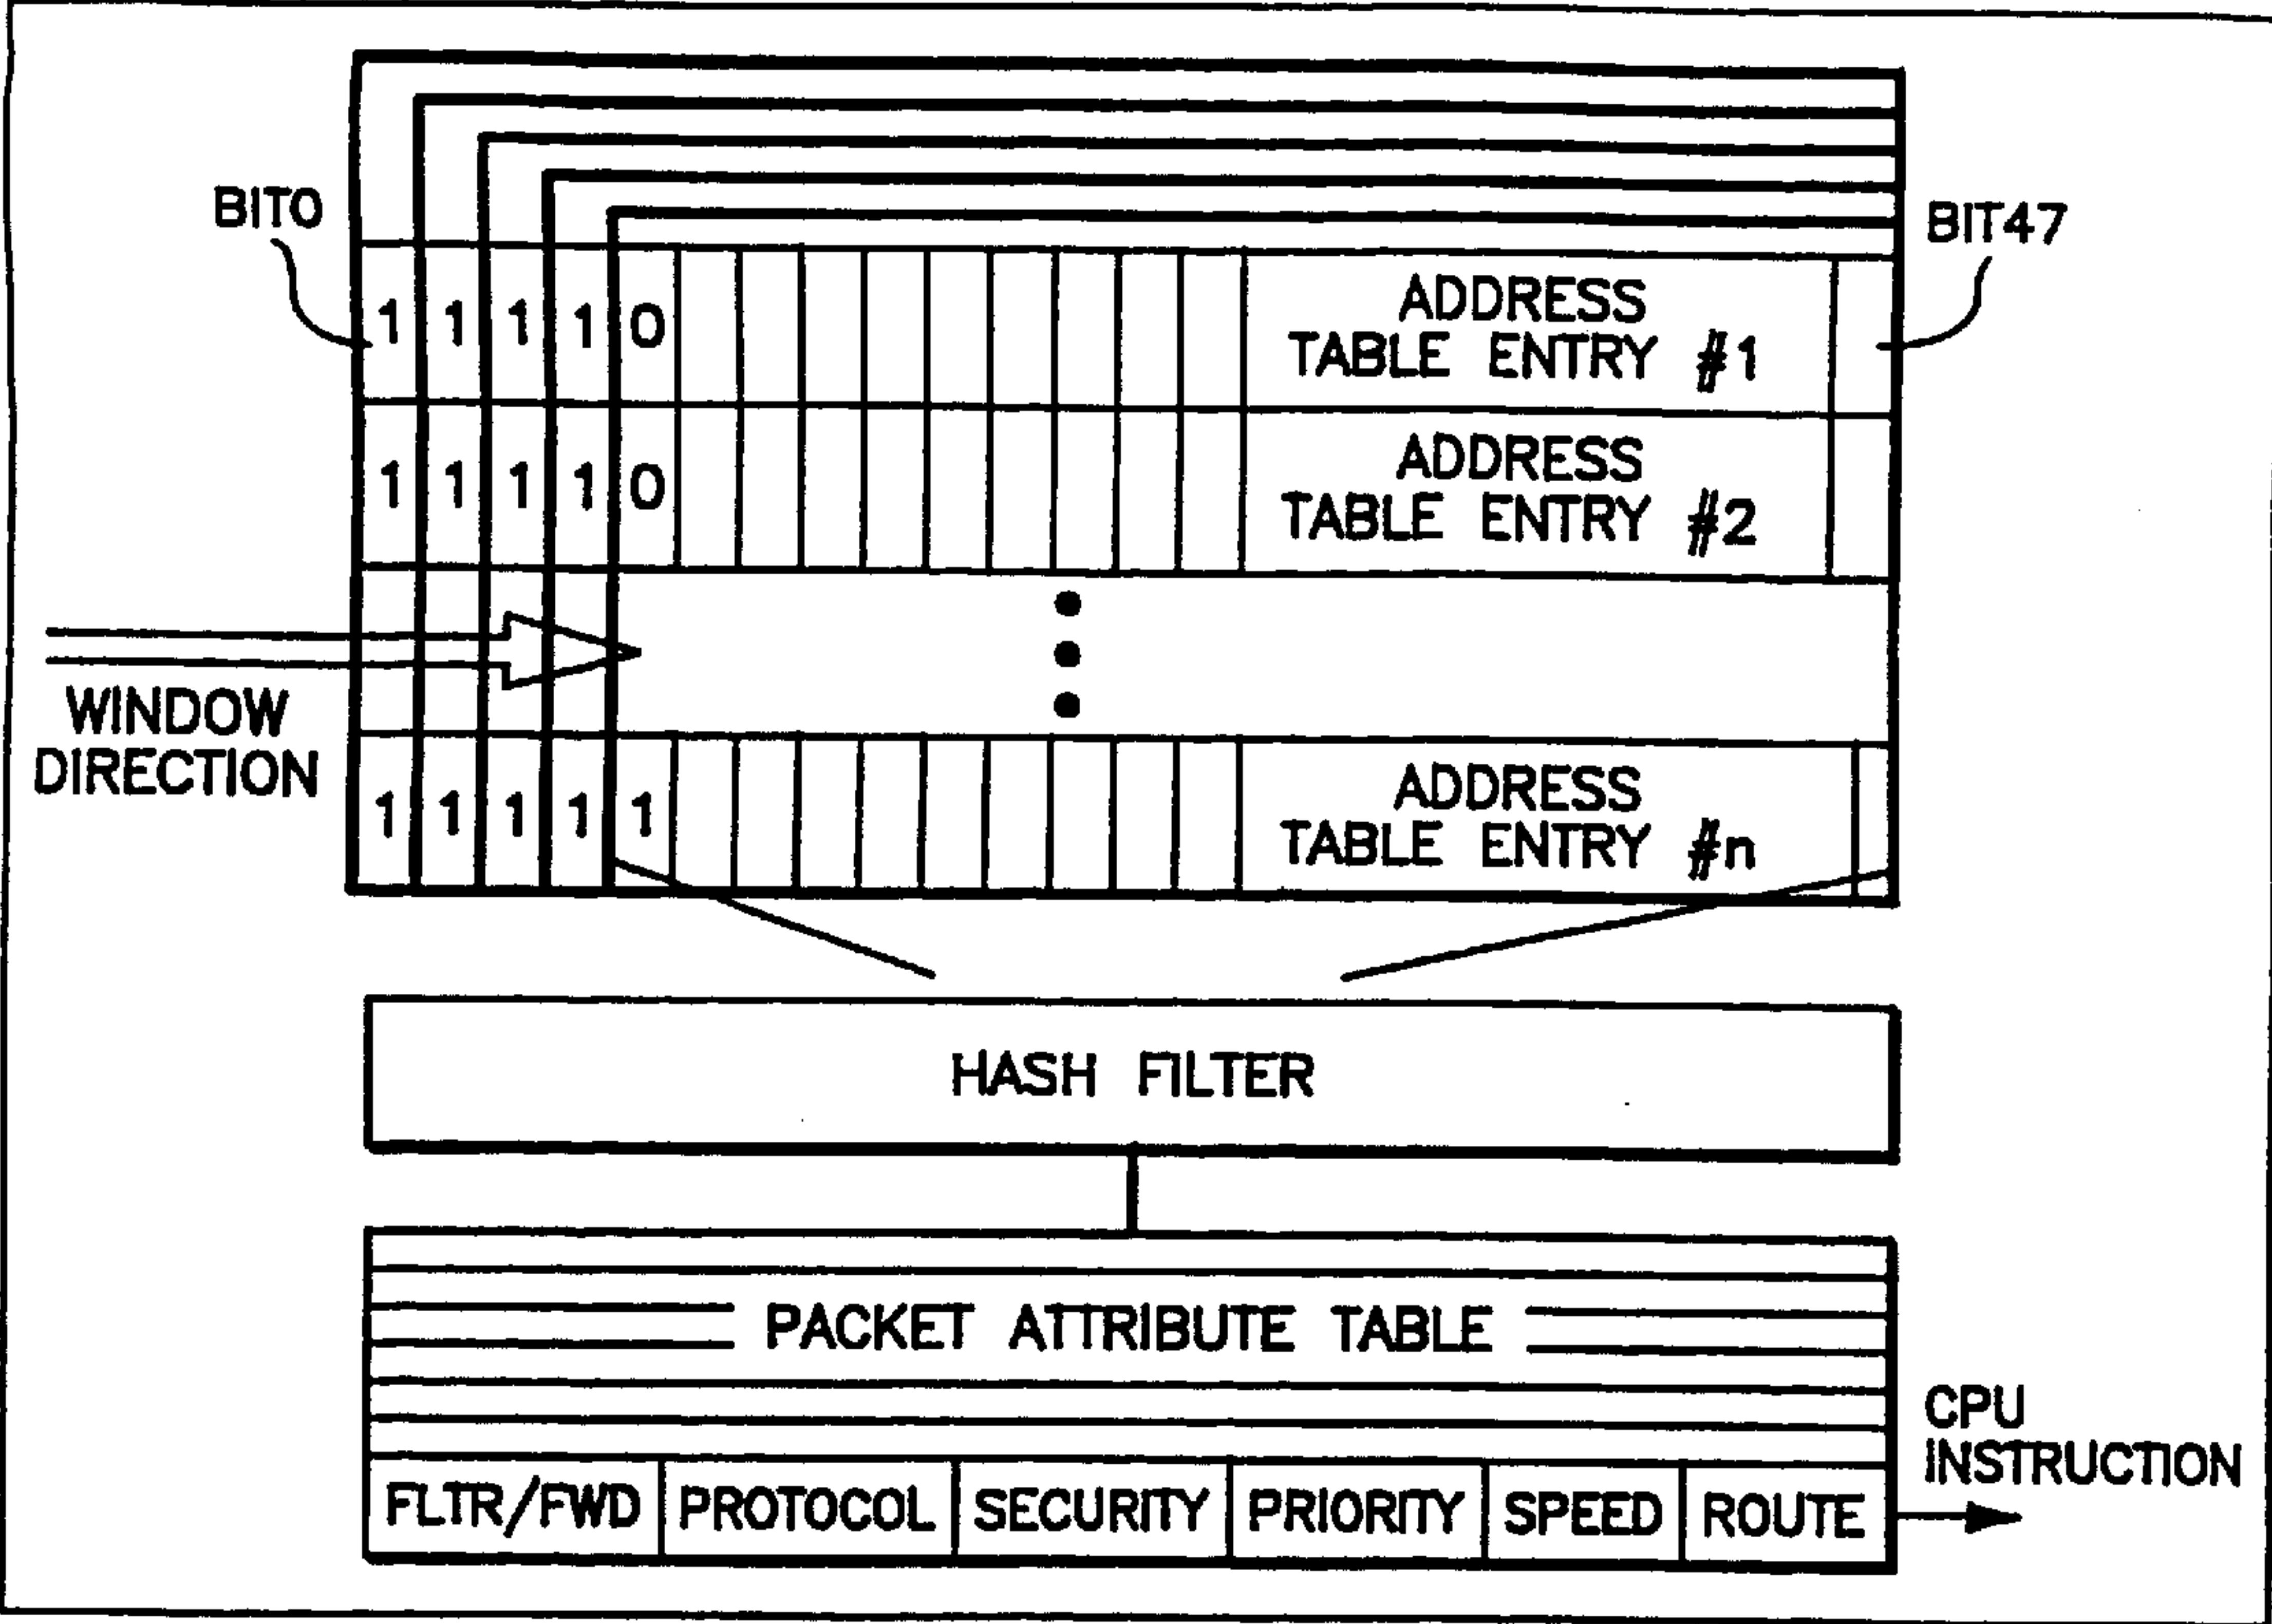 BIT0
BIT47
1 1 1 1 0
ADDRESS
TABLE ENTRY #1
1 1 1 1 0
ADDRESS
TABLE ENTRY #2
WINDOW
DIRECTION
1 1 1 1 1
ADDRESS
TABLE ENTRY #n
HASH FILTER
PACKET ATTRIBUTE TABLE
CPU
INSTRUCTION
FLTR/FWD PROTOCOL SECURITY PRIORITY SPEED ROUTE